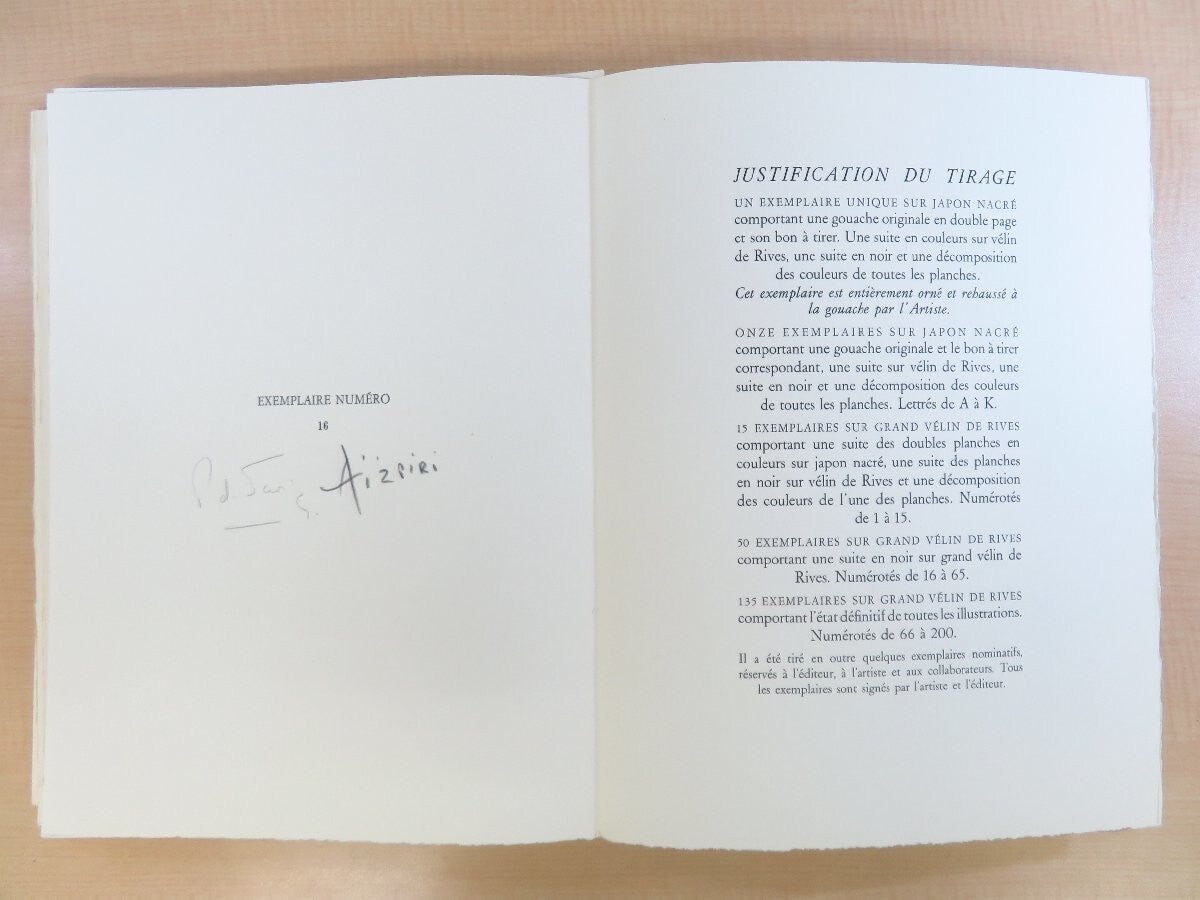 EXEMPLAIRE NUMÉRO
16
Aïzpiri
JUSTIFICATION DU TIRAGE
UN EXEMPLAIRE UNIQUE SUR JAPON NACRÉ
comportant une gouache originale en double page
et son bon à tirer. Une suite en couleurs sur vélin
de Rives, une suite en noir et une décomposition
des couleurs de toutes les planches.
Cet exemplaire est entièrement orné et rehaussé à
la gouache par l'Artiste.
ONZE EXEMPLAIRES SUR JAPON NACRÉ
comportant une gouache originale et le bon à tirer
correspondant, une suite sur vélin de Rives, une
suite en noir et une décomposition des couleurs
de toutes les planches. Lettrés de A à K.
15 EXEMPLAIRES SUR GRAND VÉLIN DE RIVES
comportant une suite des doubles planches en
couleurs sur japon nacré, une suite des planches
en noir sur vélin de Rives et une décomposition
des couleurs de l'une des planches. Numérotés
de 1 à 15.
50 EXEMPLAIRES SUR GRAND VÉLIN DE RIVES
comportant une suite en noir sur grand vélin de
Rives. Numérotés de 16 à 65.
135 EXEMPLAIRES SUR GRAND VÉLIN DE RIVES
comportant l'état définitif de toutes les illustrations.
Numérotés de 66 à 200.
Il a été tiré en outre quelques exemplaires nominatifs,
réservés à l'éditeur, à l'artiste et aux collaborateurs. Tous
les exemplaires sont signés par l'artiste et l'éditeur.